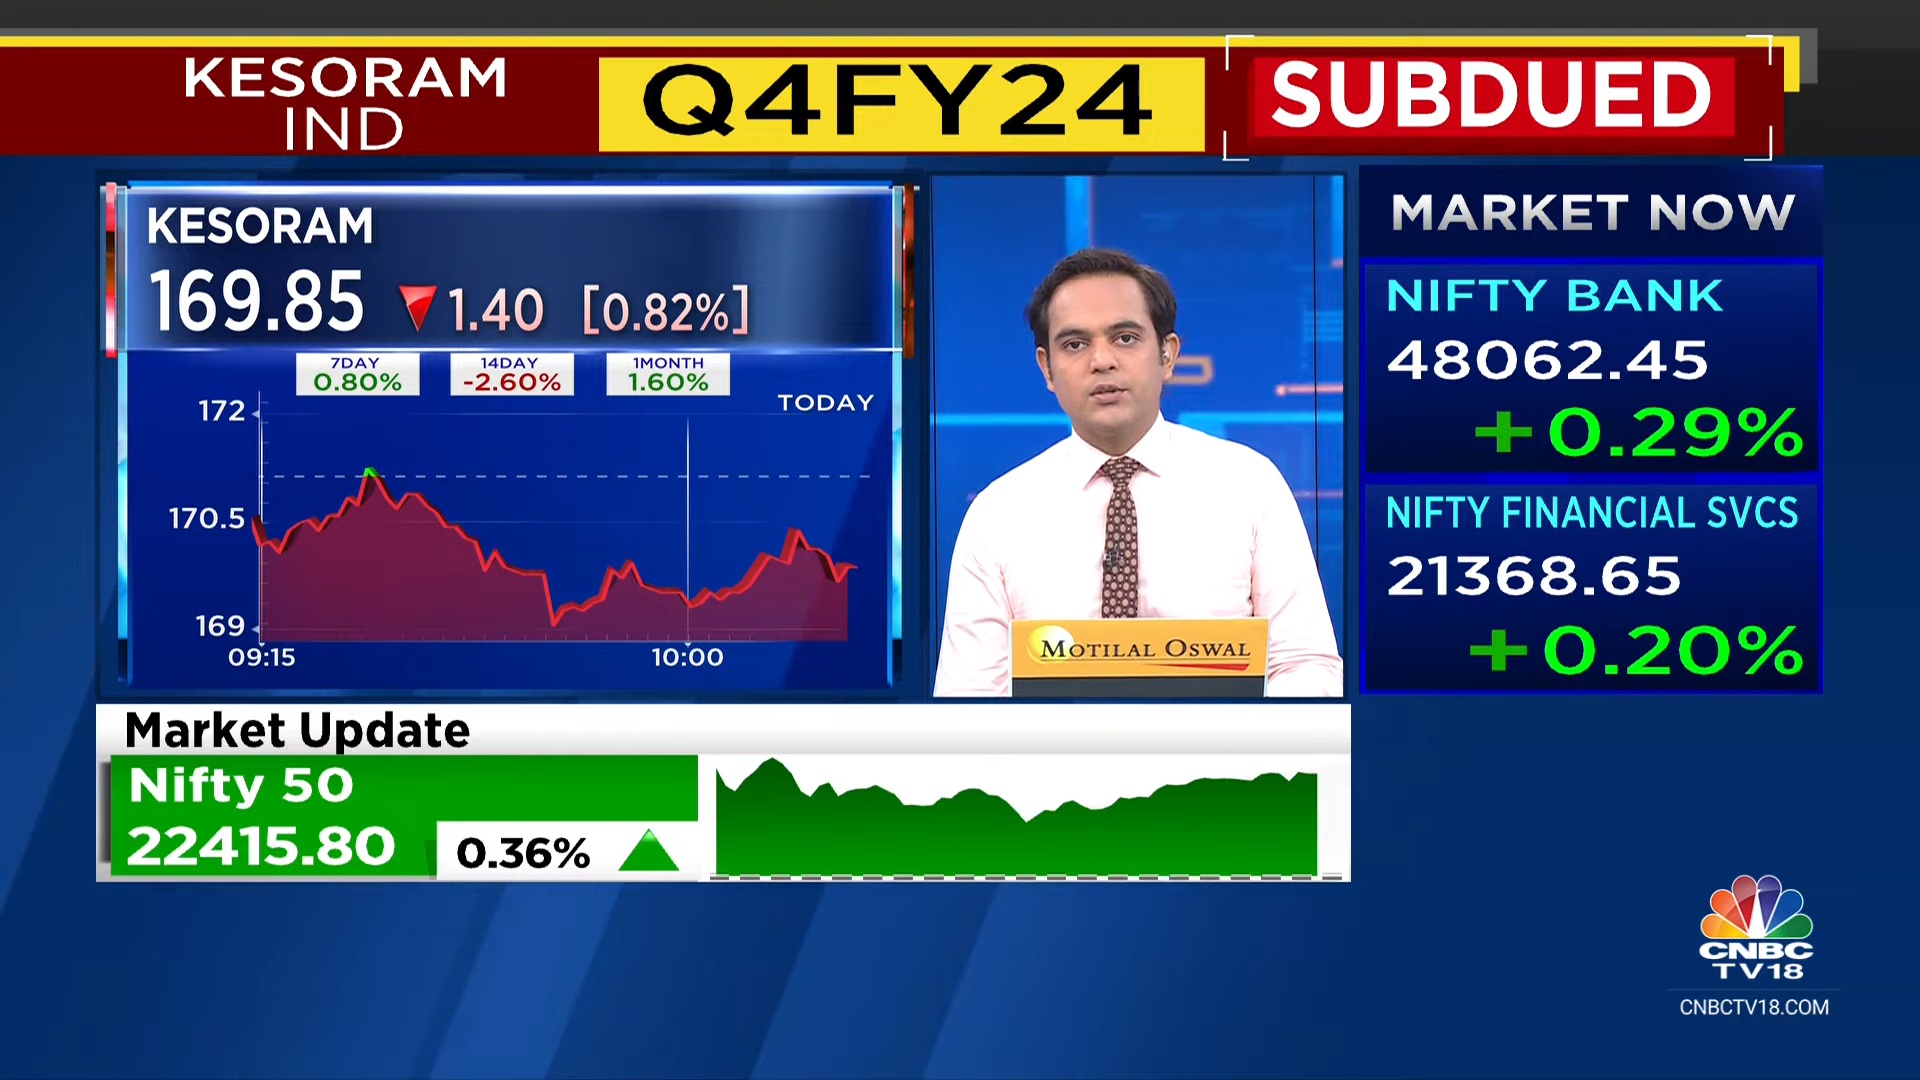 KESORAM
IND
Q4FY24
SUBDUED
KESORAM
169.85 ▼ 1.40 [0.82%]
7DAY
0.80%
14DAY
-2.60%
1MONTH
1.60%
TODAY
172
170.5
169
09:15
10:00
MOTILAL OSWAL
MARKET NOW
NIFTY BANK
48062.45
+0.29%
NIFTY FINANCIAL SVCS
21368.65
+0.20%
Market Update
Nifty 50
22415.80
0.36%
CNBC
TV18
CNBCTV18.COM